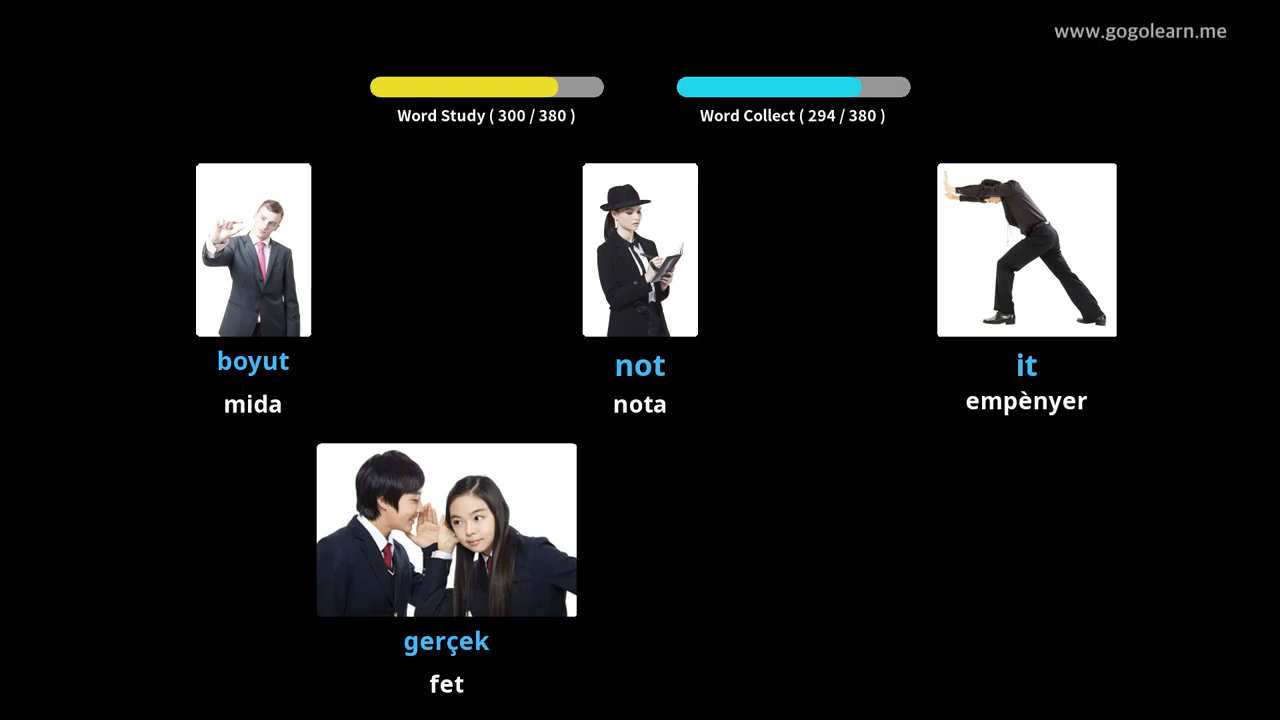 www.gogolearn.me
Word Study ( 300 / 380 )
Word Collect ( 294 / 380 )
boyut
mida
not
nota
it
empènyer
gerçek
fet